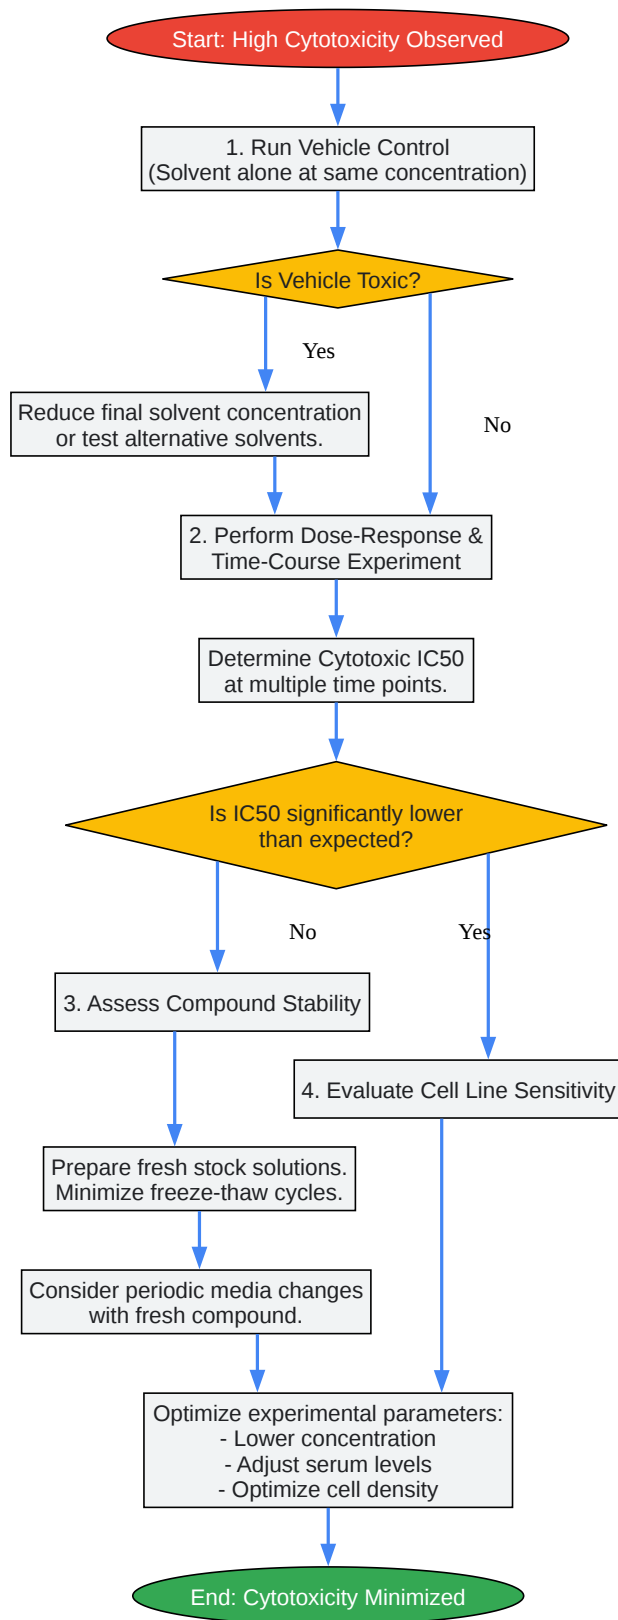 Start: High Cytotoxicity Observed
1. Run Vehicle Control
(Solvent alone at same concentration)
Is Vehicle Toxic?
Yes
Reduce final solvent concentration
or test alternative solvents.
No
2. Perform Dose-Response &
Time-Course Experiment
Determine Cytotoxic IC50
at multiple time points.
Is IC50 significantly lower
than expected?
No
Yes
3. Assess Compound Stability
4. Evaluate Cell Line Sensitivity
Prepare fresh stock solutions.
Minimize freeze-thaw cycles.
Consider periodic media changes
with fresh compound.
Optimize experimental parameters:
- Lower concentration
- Adjust serum levels
- Optimize cell density
End: Cytotoxicity Minimized